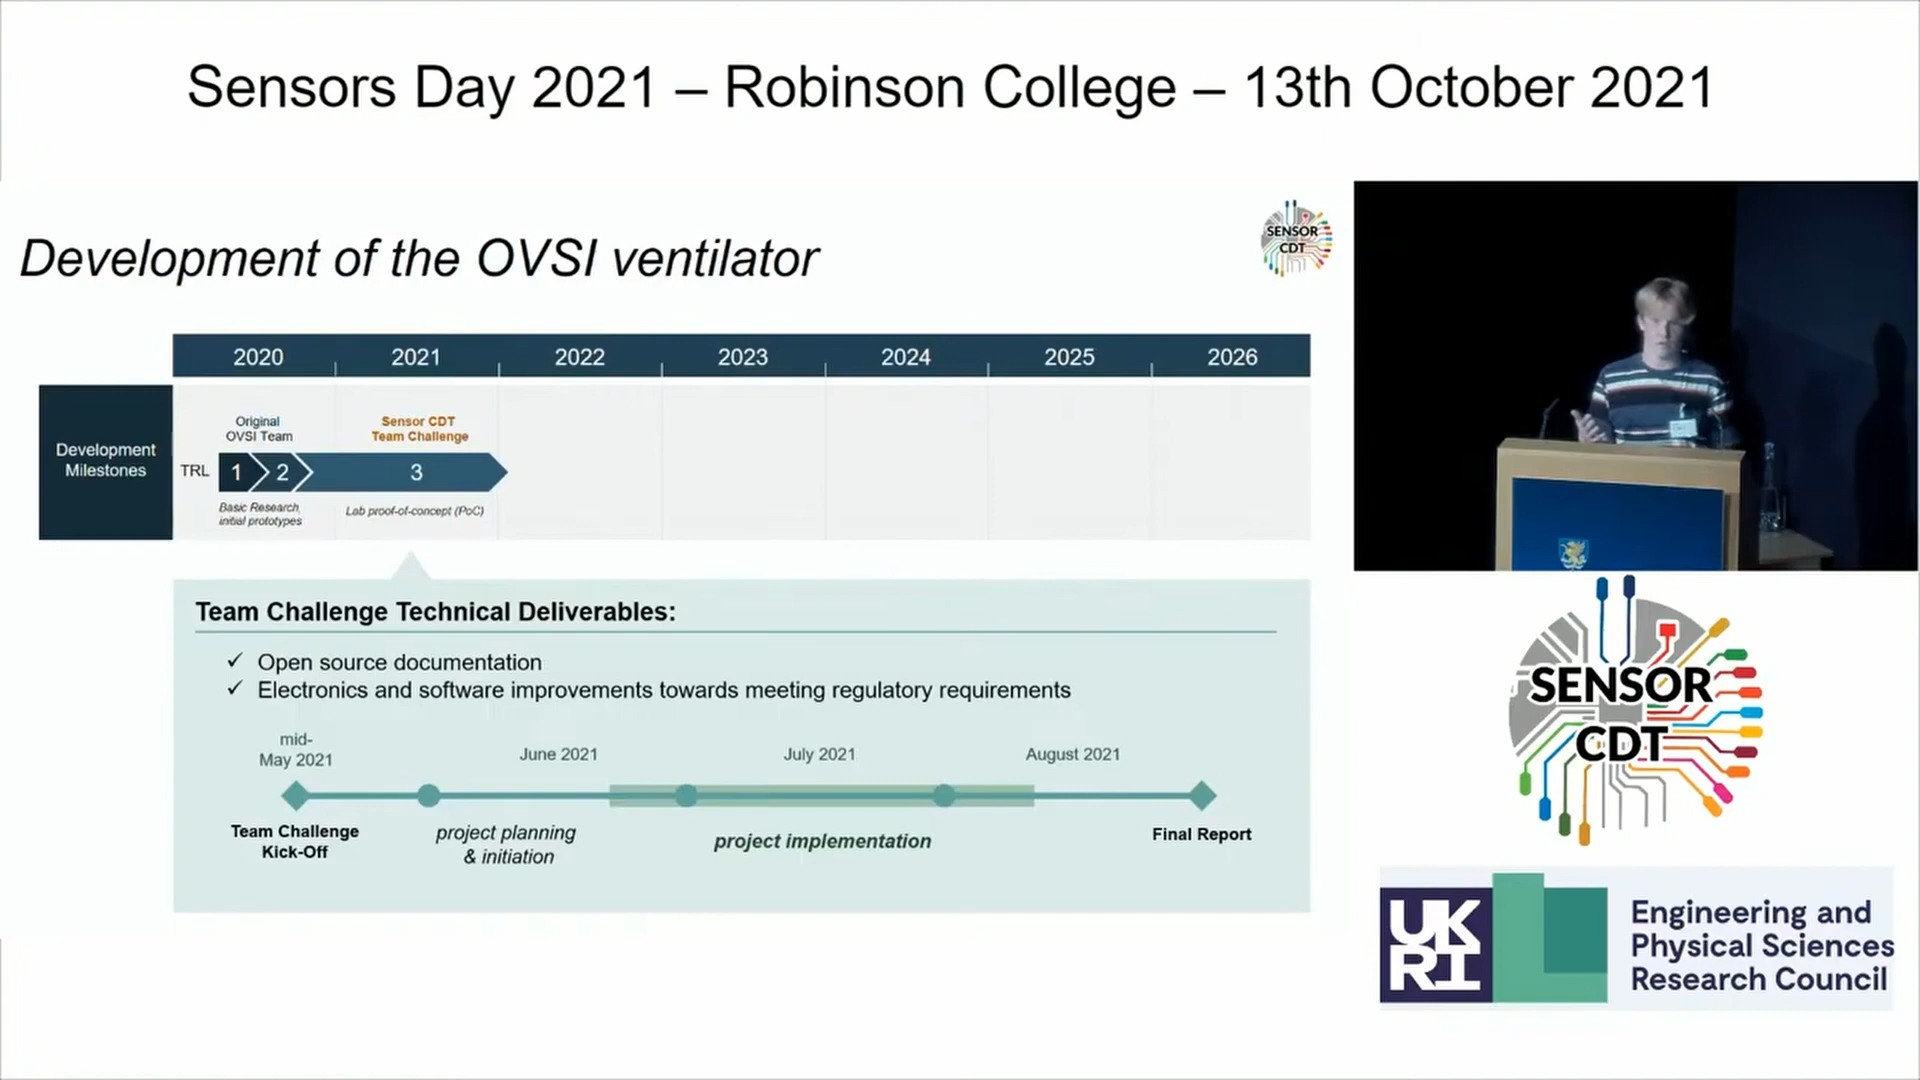 Sensors Day 2021 – Robinson College – 13th October 2021
Development of the OVSI ventilator
SENSOR
CDT
2020 2021 2022 2023 2024 2025 2026
Development
Milestones
Original
OVSI Team
Sensor CDT
Team Challenge
TRL 1 2 3
Basic Research,
initial prototypes
Lab proof-of-concept (PoC)
Team Challenge Technical Deliverables:
✓ Open source documentation
✓ Electronics and software improvements towards meeting regulatory requirements
mid-
May 2021
June 2021
July 2021
August 2021
Team Challenge
Kick-Off
project planning
& initiation
project implementation
Final Report
SENSOR
CDT
UK
RI
Engineering and
Physical Sciences
Research Council